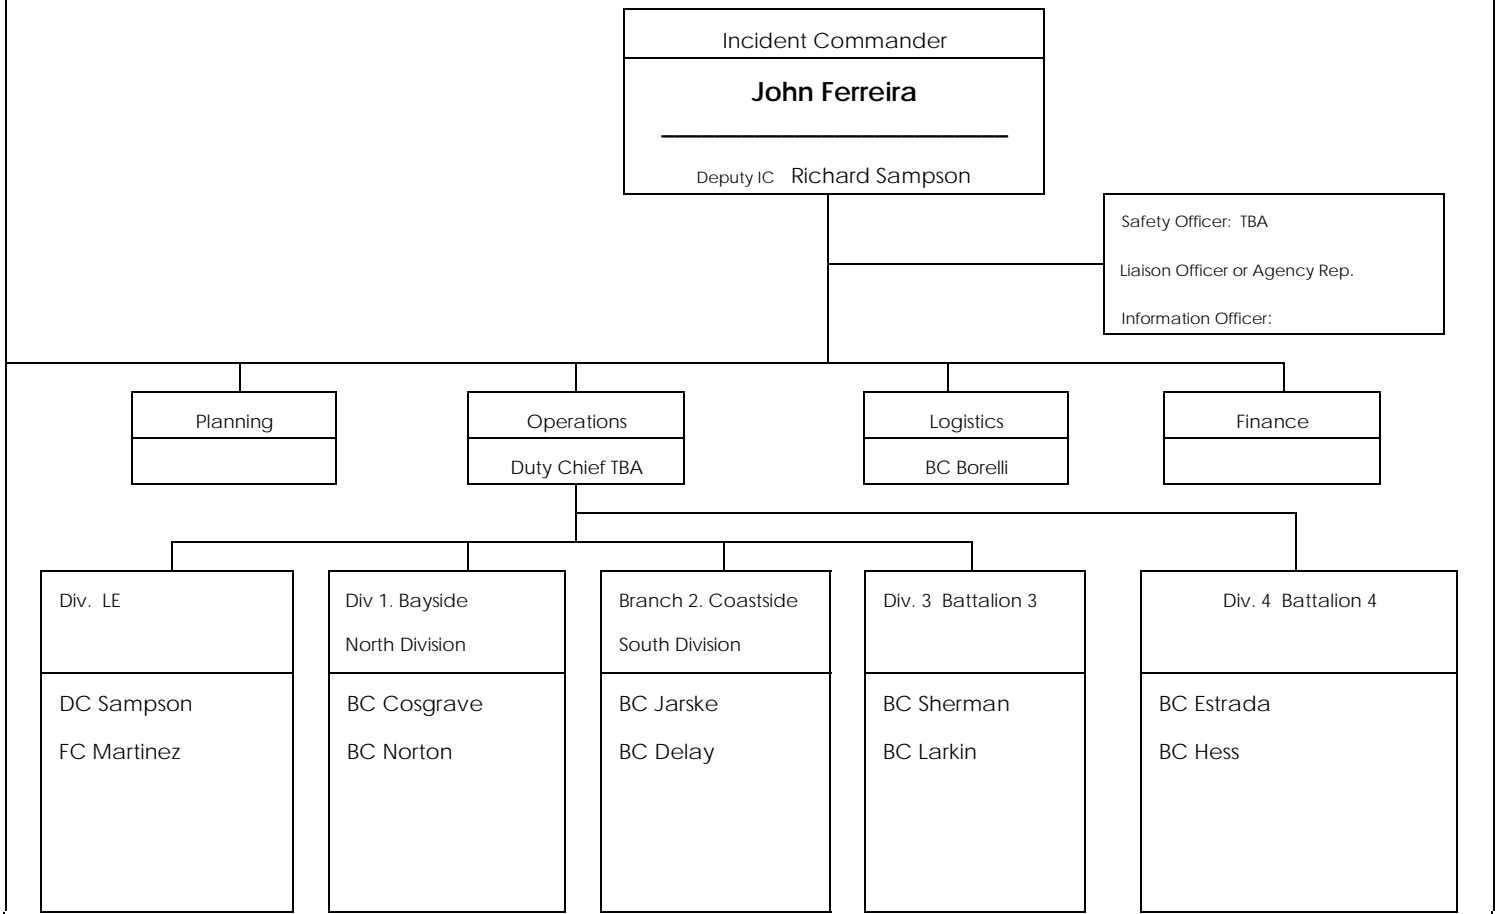 Incident Commander
John Ferreira
Deputy IC Richard Sampson
Safety Officer: TBA
Liaison Officer or Agency Rep.
Information Officer:
Planning
Operations
Duty Chief TBA
Logistics
BC Borelli
Finance
Div. LE
DC Sampson
FC Martinez
Div 1. Bayside
North Division
BC Cosgrave
BC Norton
Branch 2. Coastside
South Division
BC Jarske
BC Delay
Div. 3 Battalion 3
BC Sherman
BC Larkin
Div. 4 Battalion 4
BC Estrada
BC Hess